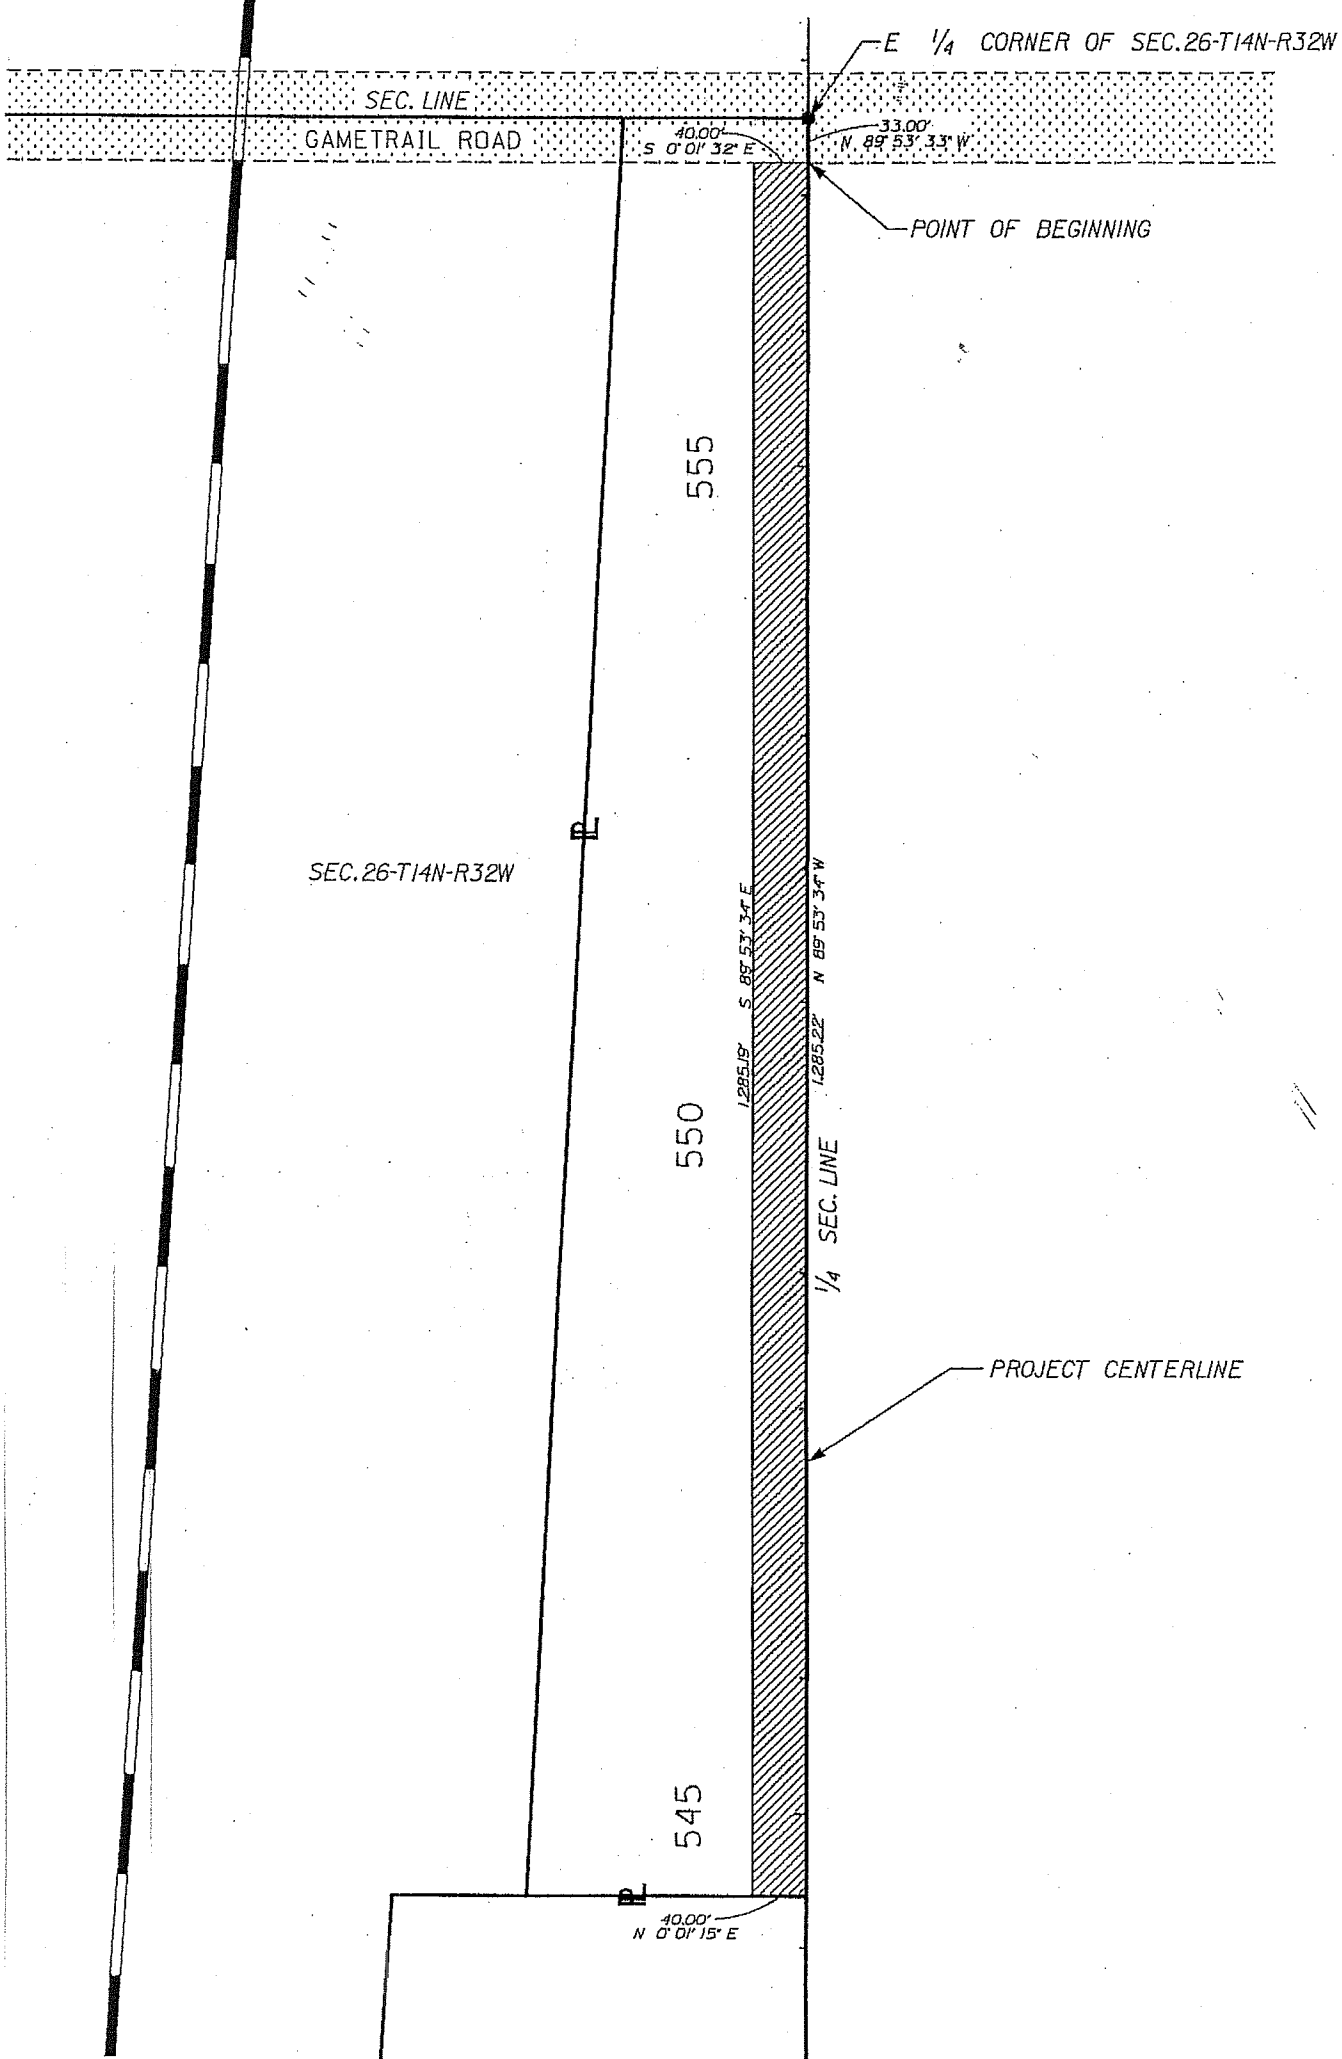 E 1/4 CORNER OF SEC.26-T14N-R32W
SEC. LINE
GAMETRAIL ROAD
40.00'
S 0° 01' 32" E
33.00'
N 89° 53' 33" W
POINT OF BEGINNING
555
PL
SEC.26-T14N-R32W
1,285.19' S 89° 53' 34" E
1,285.22' N 89° 53' 34" W
550
1/4 SEC. LINE
PROJECT CENTERLINE
545
PL
40.00'
N 0° 01' 15" E